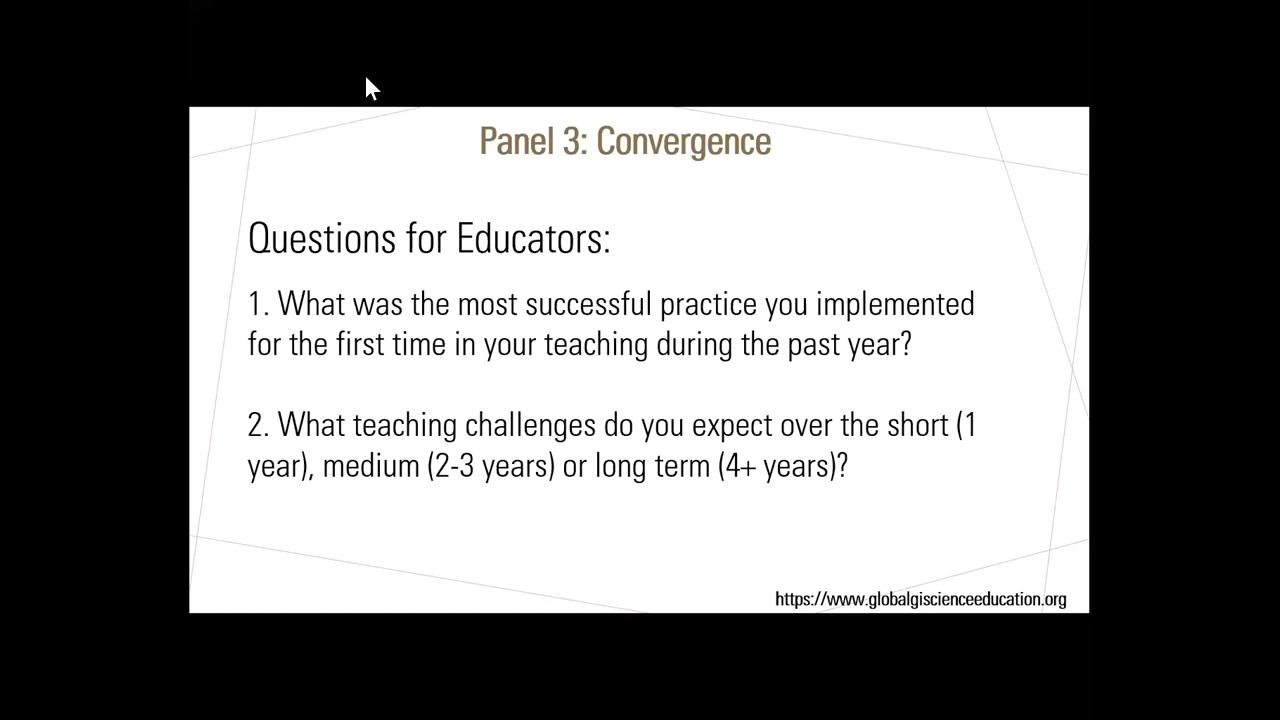 Panel 3: Convergence
Questions for Educators:
1. What was the most successful practice you implemented
for the first time in your teaching during the past year?
2. What teaching challenges do you expect over the short (1
year), medium (2-3 years) or long term (4+ years)?
https://www.globalgiscienceeducation.org